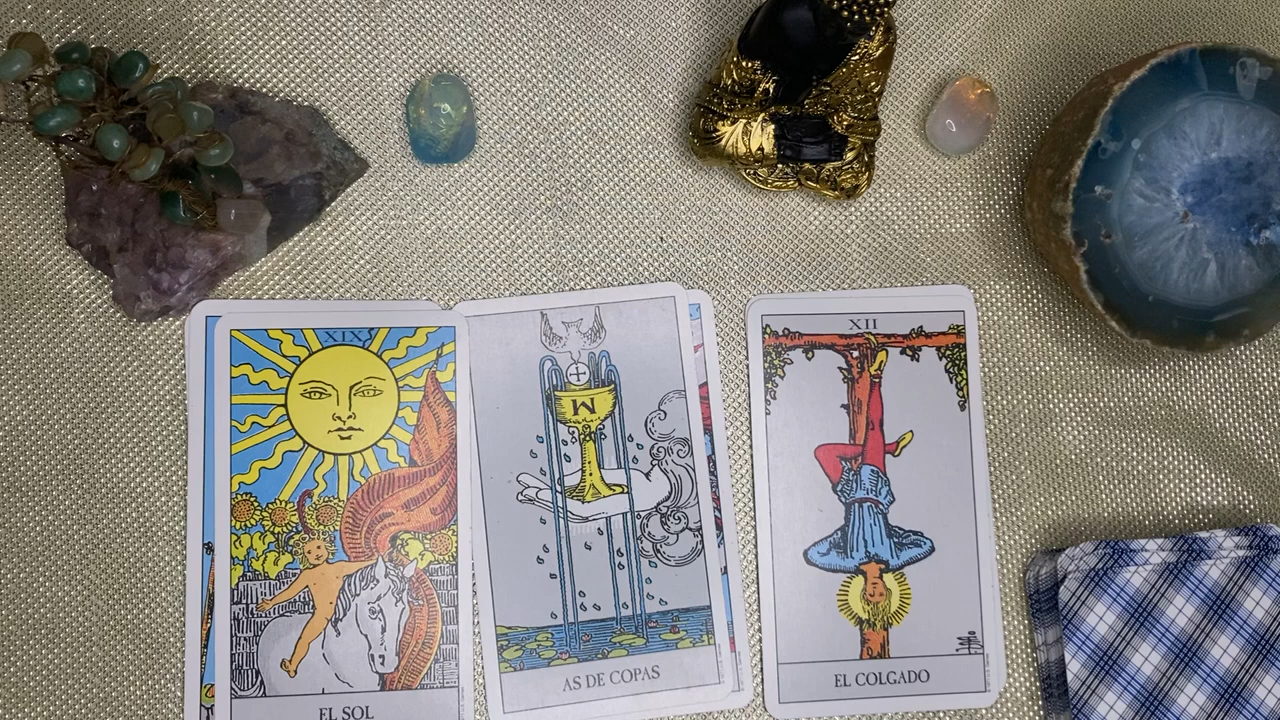 XIX
EL SOL
AS DE COPAS
XII
EL COLGADO